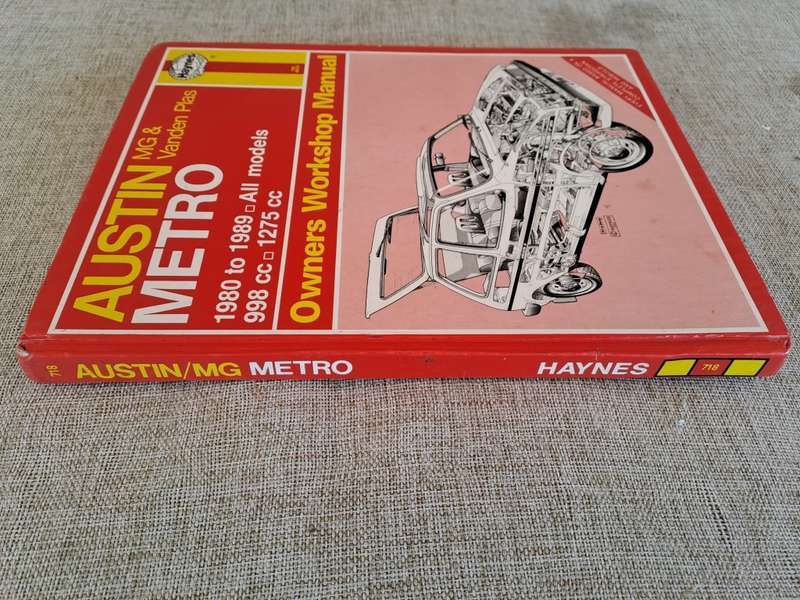 Haynes
AUSTIN MG &
Vanden Plas
METRO
1980 to 1989 □ All models
998 cc □ 1275 cc
Owners Workshop Manual
718 AUSTIN/MG METRO HAYNES 718